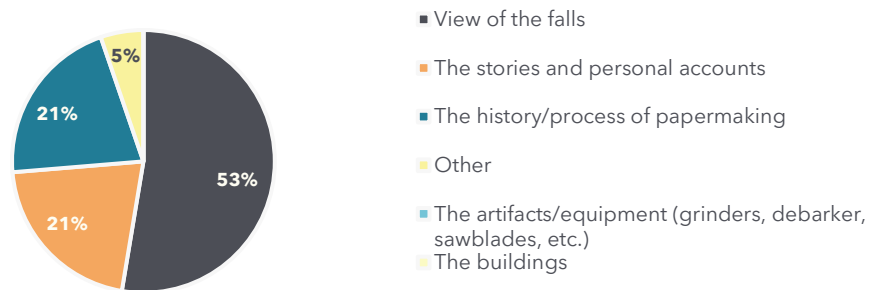 View of the falls
The stories and personal accounts
The history/process of papermaking
Other
The artifacts/equipment (grinders, debarker,
sawblades, etc.)
The buildings
5%
21%
53%
21%